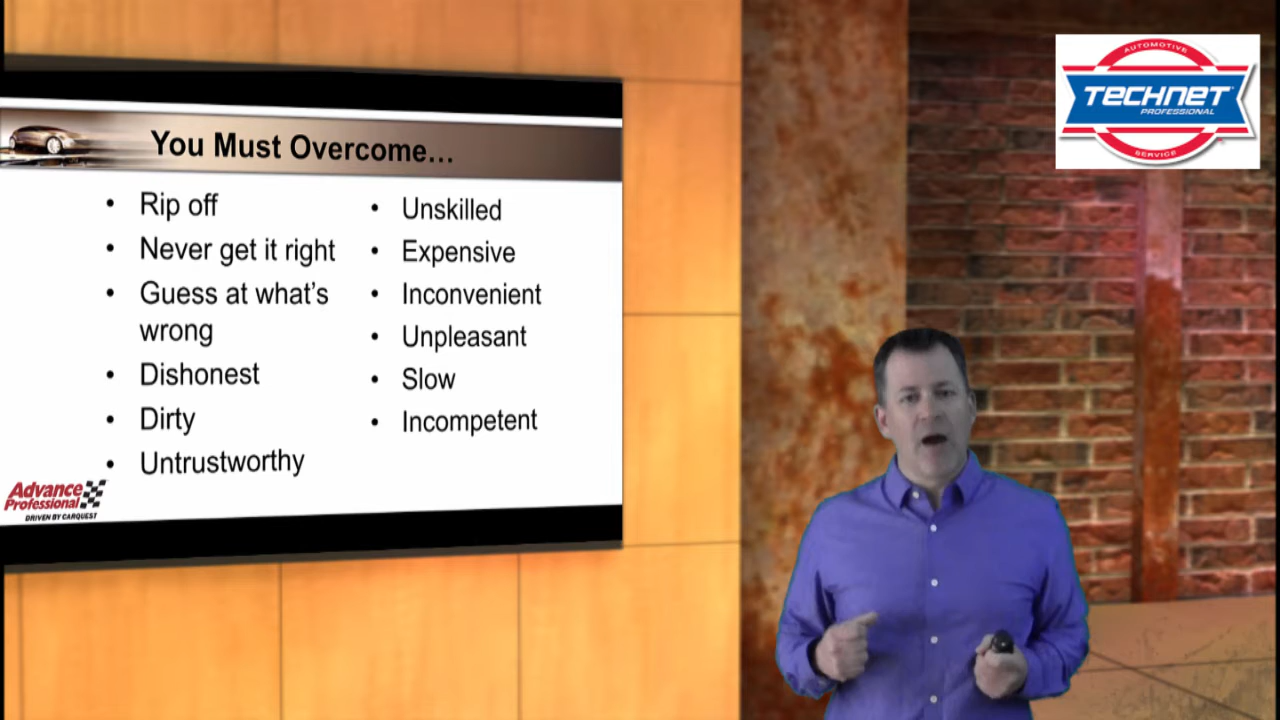 You Must Overcome…
• Rip off
• Never get it right
• Guess at what's
wrong
• Dishonest
• Dirty
• Untrustworthy
• Unskilled
• Expensive
• Inconvenient
• Unpleasant
• Slow
• Incompetent
Advance
Professional
DRIVEN BY CARQUEST
AUTOMOTIVE
TECHNET
PROFESSIONAL
SERVICE